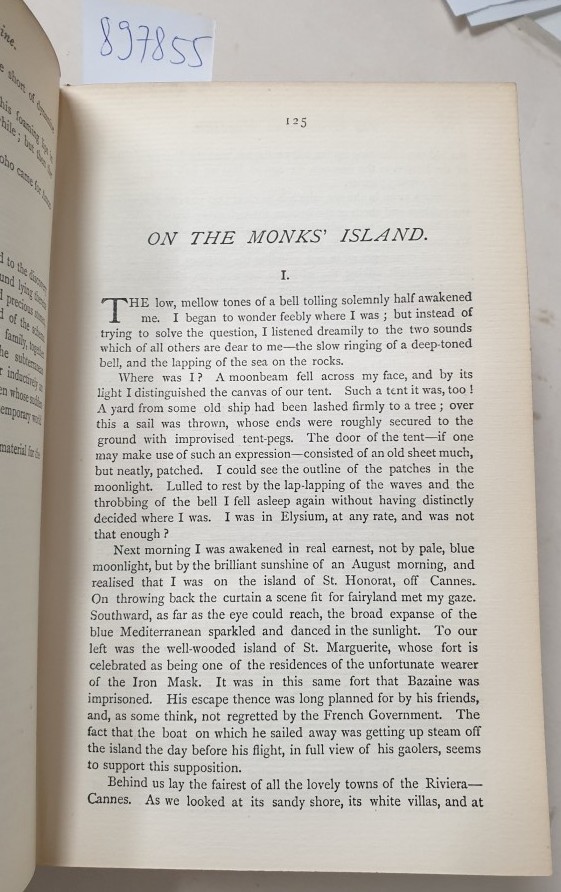 897855
ine.
125
ON THE MONKS' ISLAND.
I.
THE low, mellow tones of a bell tolling solemnly half awakened
me. I began to wonder feebly where I was ; but instead of
trying to solve the question, I listened dreamily to the two sounds
which of all others are dear to me—the slow ringing of a deep-toned
bell, and the lapping of the sea on the rocks.
Where was I? A moonbeam fell across my face, and by its
light I distinguished the canvas of our tent. Such a tent it was, too !
A yard from some old ship had been lashed firmly to a tree ; over
this a sail was thrown, whose ends were roughly secured to the
ground with improvised tent-pegs. The door of the tent—if one
may make use of such an expression—consisted of an old sheet much,
but neatly, patched. I could see the outline of the patches in the
moonlight. Lulled to rest by the lap-lapping of the waves and the
throbbing of the bell I fell asleep again without having distinctly
decided where I was. I was in Elysium, at any rate, and was not
that enough ?
Next morning I was awakened in real earnest, not by pale, blue
moonlight, but by the brilliant sunshine of an August morning, and
realised that I was on the island of St. Honorat, off Cannes.
On throwing back the curtain a scene fit for fairyland met my gaze.
Southward, as far as the eye could reach, the broad expanse of the
blue Mediterranean sparkled and danced in the sunlight. To our
left was the well-wooded island of St. Marguerite, whose fort is
celebrated as being one of the residences of the unfortunate wearer
of the Iron Mask. It was in this same fort that Bazaine was
imprisoned. His escape thence was long planned for by his friends,
and, as some think, not regretted by the French Government. The
fact that the boat on which he sailed away was getting up steam off
the island the day before his flight, in full view of his gaolers, seems
to support this supposition.
Behind us lay the fairest of all the lovely towns of the Riviera—
Cannes. As we looked at its sandy shore, its white villas, and at